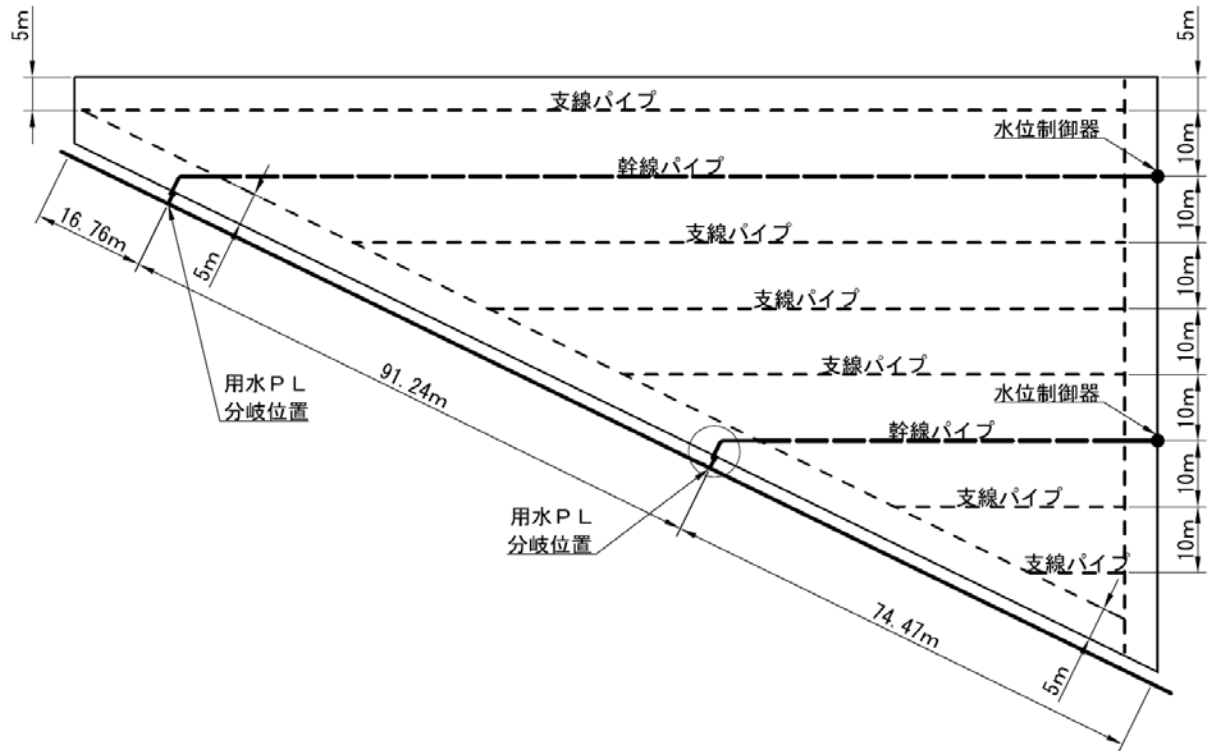 5m
5m
支線パイプ
水位制御器
10m
幹線パイプ
10m
16.76m
5m
支線パイプ
10m
支線パイプ
10m
用水ＰＬ
分岐位置
91.24m
支線パイプ
水位制御器
10m
幹線パイプ
10m
用水ＰＬ
分岐位置
支線パイプ
10m
支線パイプ
74.47m
5m